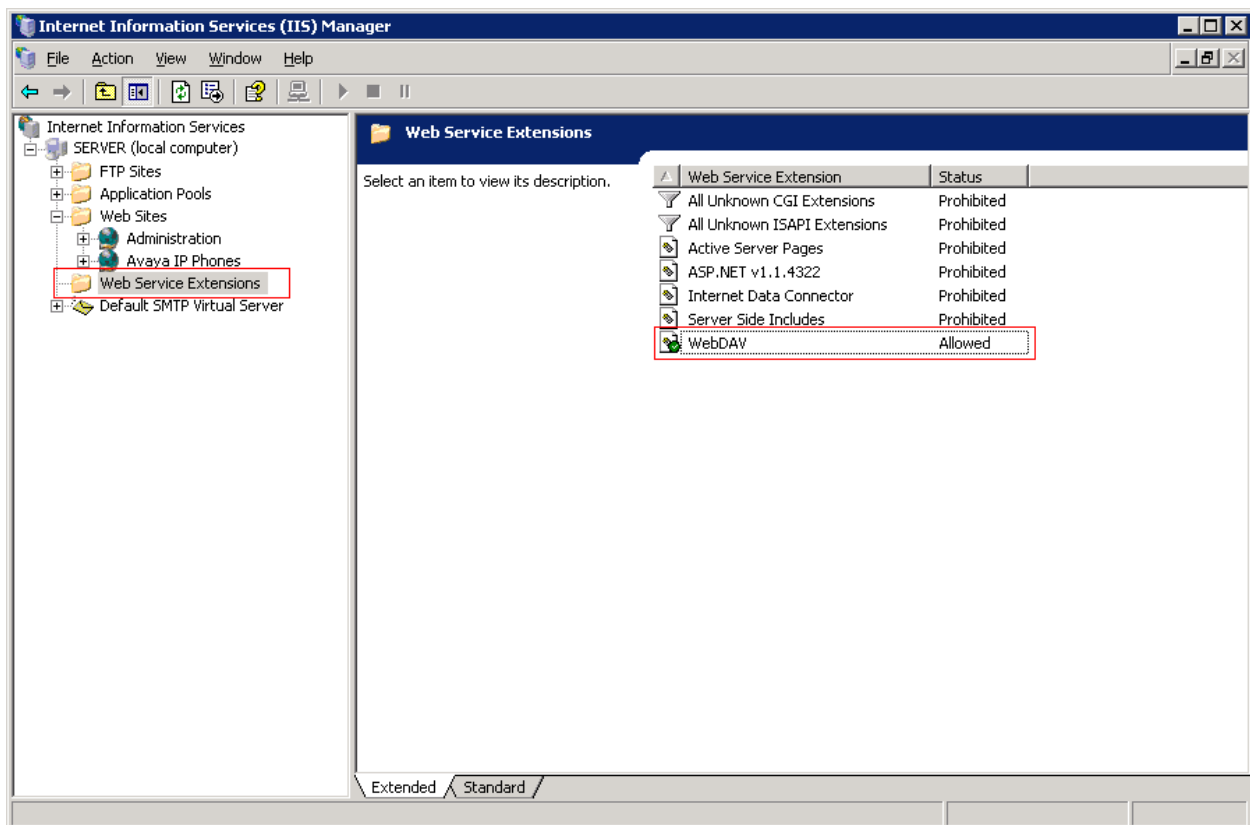 Internet Information Services (IIS) Manager
File Action View Window Help
Internet Information Services
SERVER (local computer)
FTP Sites
Application Pools
Web Sites
Administration
Avaya IP Phones
Web Service Extensions
Default SMTP Virtual Server
Web Service Extensions
Select an item to view its description.
Web Service Extension Status
All Unknown CGI Extensions Prohibited
All Unknown ISAPI Extensions Prohibited
Active Server Pages Prohibited
ASP.NET v1.1.4322 Prohibited
Internet Data Connector Prohibited
Server Side Includes Prohibited
WebDAV Allowed
Extended Standard